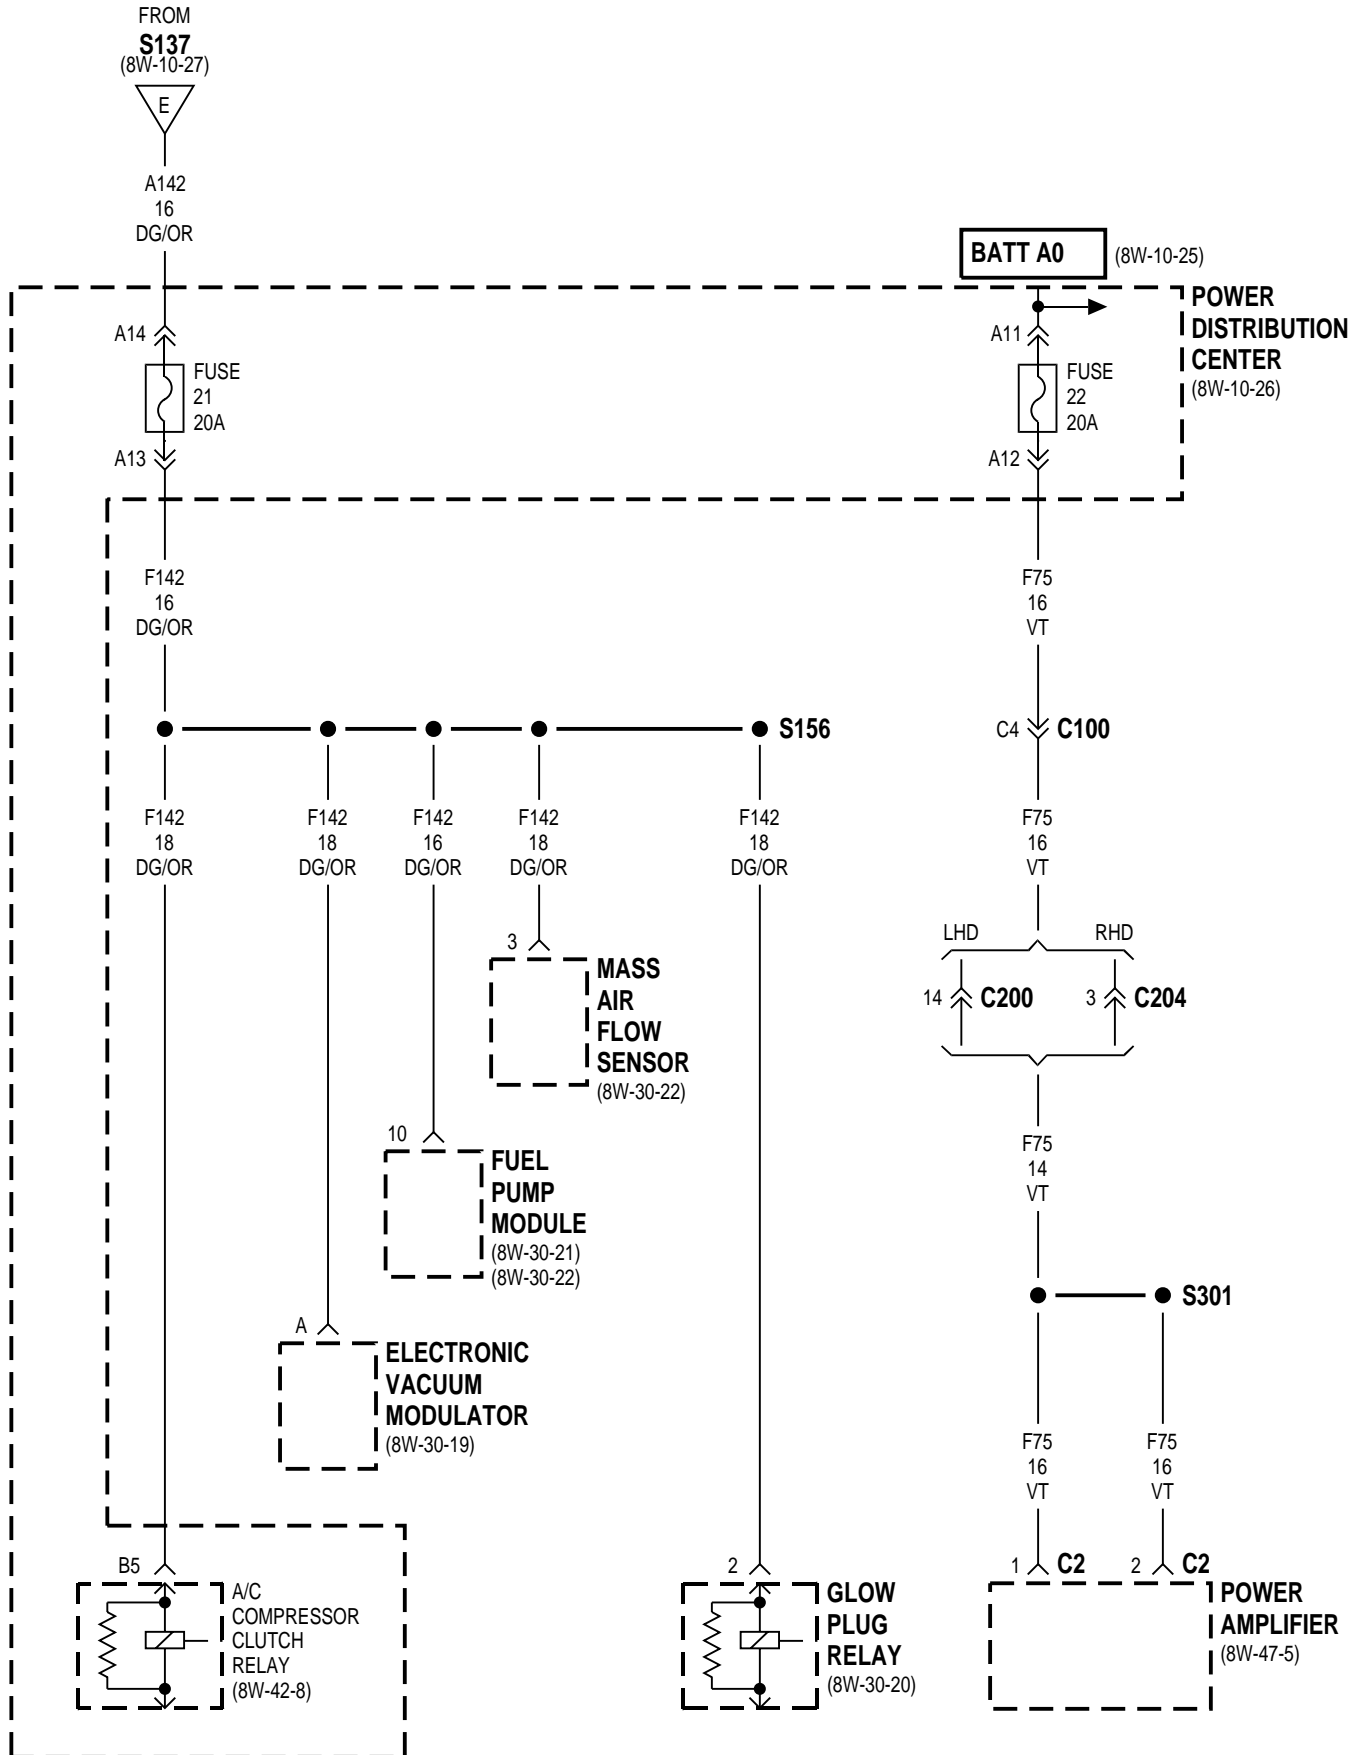 FROM
S137
(8W-10-27)
E
A142
16
DG/OR
BATT A0
(8W-10-25)
POWER
DISTRIBUTION
CENTER
(8W-10-26)
A14
FUSE
21
20A
A13
A11
FUSE
22
20A
A12
F142
16
DG/OR
F75
16
VT
S156
C4
C100
F142
18
DG/OR
F142
18
DG/OR
F142
16
DG/OR
F142
18
DG/OR
F142
18
DG/OR
F75
16
VT
LHD
RHD
14
C200
3
C204
3
MASS
AIR
FLOW
SENSOR
(8W-30-22)
10
FUEL
PUMP
MODULE
(8W-30-21)
(8W-30-22)
F75
14
VT
S301
A
ELECTRONIC
VACUUM
MODULATOR
(8W-30-19)
F75
16
VT
F75
16
VT
B5
A/C
COMPRESSOR
CLUTCH
RELAY
(8W-42-8)
2
GLOW
PLUG
RELAY
(8W-30-20)
1
C2
2
C2
POWER
AMPLIFIER
(8W-47-5)